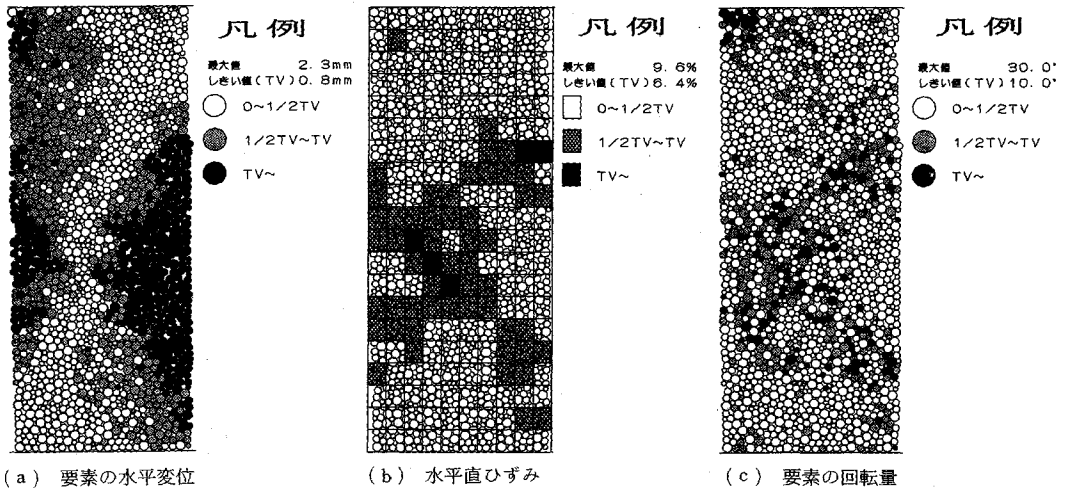 凡例
最大値 2.3mm
しきい値(TV)0.8mm
0~1/2TV
1/2TV~TV
TV~
(a) 要素の水平変位
凡例
最大値 9.6%
しきい値(TV)6.4%
0~1/2TV
1/2TV~TV
TV~
(b) 水平直ひずみ
凡例
最大値 30.0°
しきい値(TV)10.0°
0~1/2TV
1/2TV~TV
TV~
(c) 要素の回転量